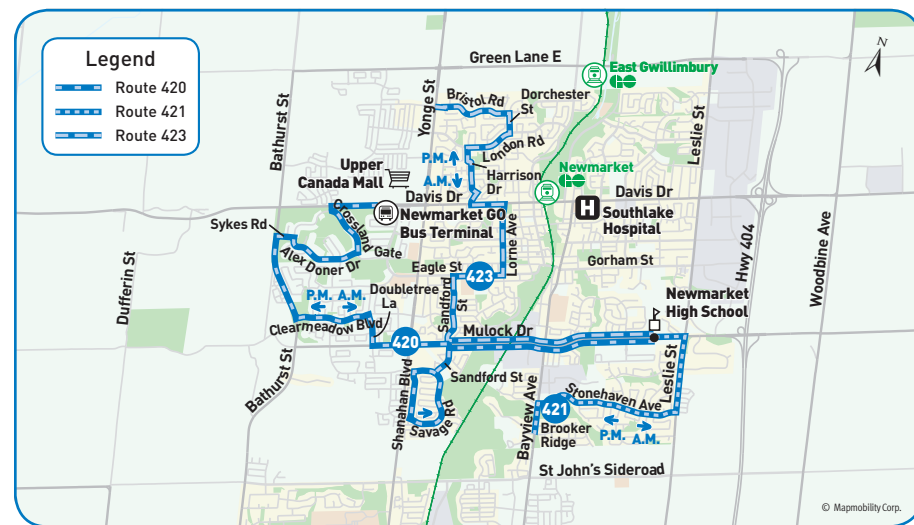 Legend
Route 420
Route 421
Route 423
N
Green Lane E
East Gwillimbury
GO
Bathurst St
Yonge St
Bristol Rd
Dorchester
St
London Rd
P.M.
A.M.
Harrison
Dr
Leslie St
Upper
Canada Mall
Newmarket
GO
Davis Dr
Davis Dr
H
Southlake
Hospital
Newmarket GO
Bus Terminal
Crossland
Gate
Sykes Rd
Alex Doner Dr
Lorne Ave
Eagle St
423
Gorham St
Hwy 404
Woodbine Ave
Dufferin St
Doubletree
La
P.M. A.M.
Sandford
St
Newmarket
High School
Clearmeadow Blvd
420
Mulock Dr
Bathurst St
Shanahan Blvd
Sandford St
Savage Rd
Bayview Ave
421
Stonehaven Ave
Leslie St
Brooker
Ridge
P.M. A.M.
St John's Sideroad
© Mapmobility Corp.